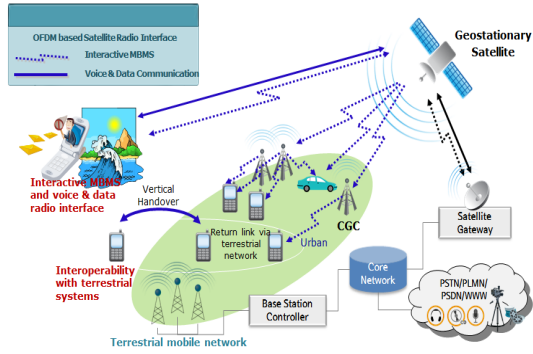 OFDM based Satellite Radio Interface
Interactive MBMS
Voice & Data Communication
Geostationary
Satellite
Interactive MBMS
and voice & data
radio interface
Vertical
Handover
Return link via
terrestrial
network
Urban
CGC
Satellite
Gateway
Interoperability
with terrestrial
systems
Core
Network
PSTN/PLMN/
PSDN/WWW
Base Station
Controller
Terrestrial mobile network